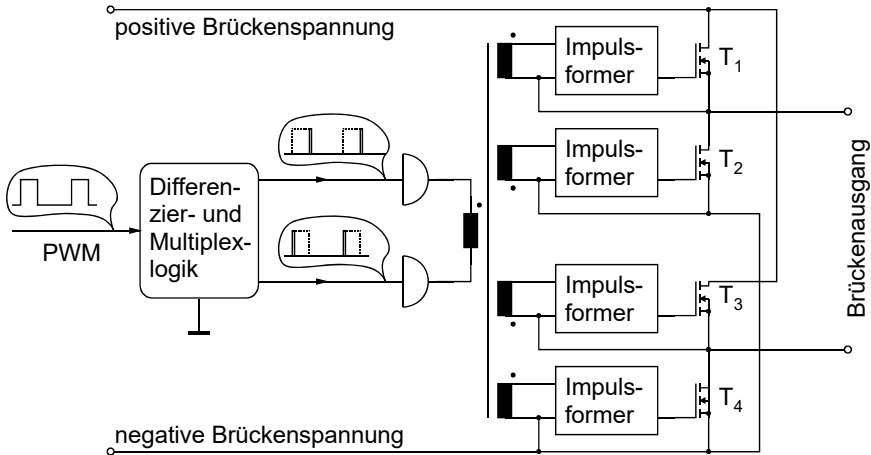 positive Brückenspannung
Impuls-
former
T1
Impuls-
former
T2
Differen-
zier- und
Multiplex-
logik
PWM
Impuls-
former
T3
Impuls-
former
T4
Brückenausgang
negative Brückenspannung